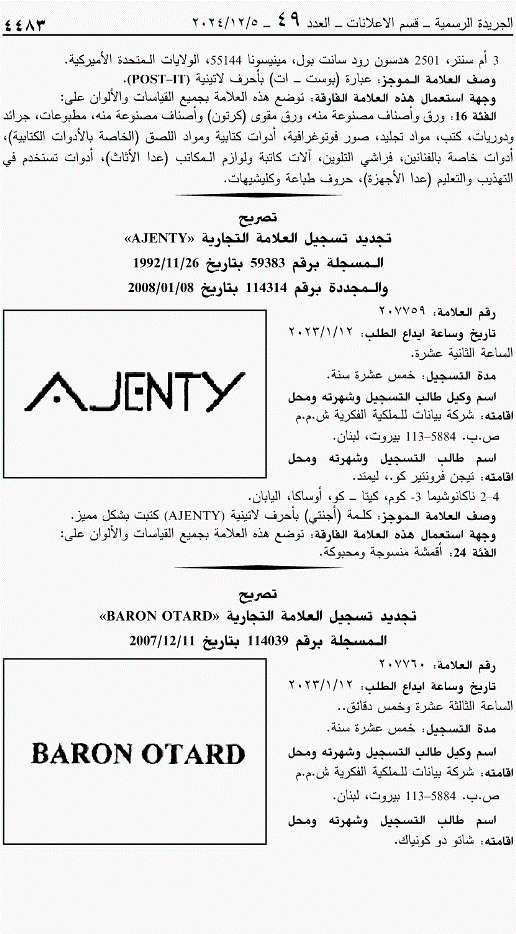 الجريدة الرسمية ـ قسم الاعلانات ـ العدد ٤٩ ـ ٢٠٢٤/١٢/٥
٤٤٨٣
3 أم سنتر، 2501 هدسون رود سانت بول، مينيسونا 55144، الولايات المتحدة الأميركية.
وصف العلامة الموجز: عبارة (بوست ــ ات) بأحرف لاتينية (POST–IT).
وجهة استعمال هذه العلامة الفارقة: توضع هذه العلامة بجميع القياسات والألوان على:
الفئة 16: ورق وأصناف مصنوعة منه، ورق مقوى (كرتون) وأصناف مصنوعة منه، مطبوعات، جرائد
ودوريات، كتب، مواد تجليد، صور فوتوغرافية، أدوات كتابية ومواد اللصق (الخاصة بالأدوات الكتابية)،
أدوات خاصة بالفنانين، فراشي التلوين، آلات كاتبة ولوازم المكاتب (عدا الأثاث)، أدوات تستخدم في
التهذيب والتعليم (عدا الأجهزة)، حروف طباعة وكليشيهات.
تصريح
تجديد تسجيل العلامة التجارية «AJENTY»
المسجلة برقم 59383 بتاريخ 1992/11/26
والمجددة برقم 114314 بتاريخ 2008/01/08
رقم العلامة: ٢٠٧٧٥٩
تاريخ وساعة ايداع الطلب: ٢٠٢٣/١/١٢
الساعة الثانية عشرة.
مدة التسجيل: خمس عشرة سنة.
اسم وكيل طالب التسجيل وشهرته ومحل
اقامته: شركة بيانات للملكية الفكرية ش.م.م
ص.ب. 5884–113 بيروت، لبنان.
اسم طالب التسجيل وشهرته ومحل
اقامته: نيجن فرونتير كو.، ليمتد.
AJENTY
2–4 ناكانوشيما 3- كوم، كيتا ــ كو، أوساكا، اليابان.
وصف العلامة الموجز: كلمة (أجنتي) بأحرف لاتينية (AJENTY) كتبت بشكل مميز.
وجهة استعمال هذه العلامة الفارقة: توضع هذه العلامة بجميع القياسات والألوان على:
الفئة 24: أقمشة منسوجة ومحبوكة.
تصريح
تجديد تسجيل العلامة التجارية «BARON OTARD»
المسجلة برقم 114039 بتاريخ 2007/12/11
رقم العلامة: ٢٠٧٧٦٠
تاريخ وساعة ايداع الطلب: ٢٠٢٣/١/١٢
الساعة الثالثة عشرة وخمس دقائق..
مدة التسجيل: خمس عشرة سنة.
اسم وكيل طالب التسجيل وشهرته ومحل
اقامته: شركة بيانات للملكية الفكرية ش.م.م
ص.ب. 5884–113 بيروت، لبنان.
اسم طالب التسجيل وشهرته ومحل
اقامته: شاتو دو كونياك.
BARON OTARD